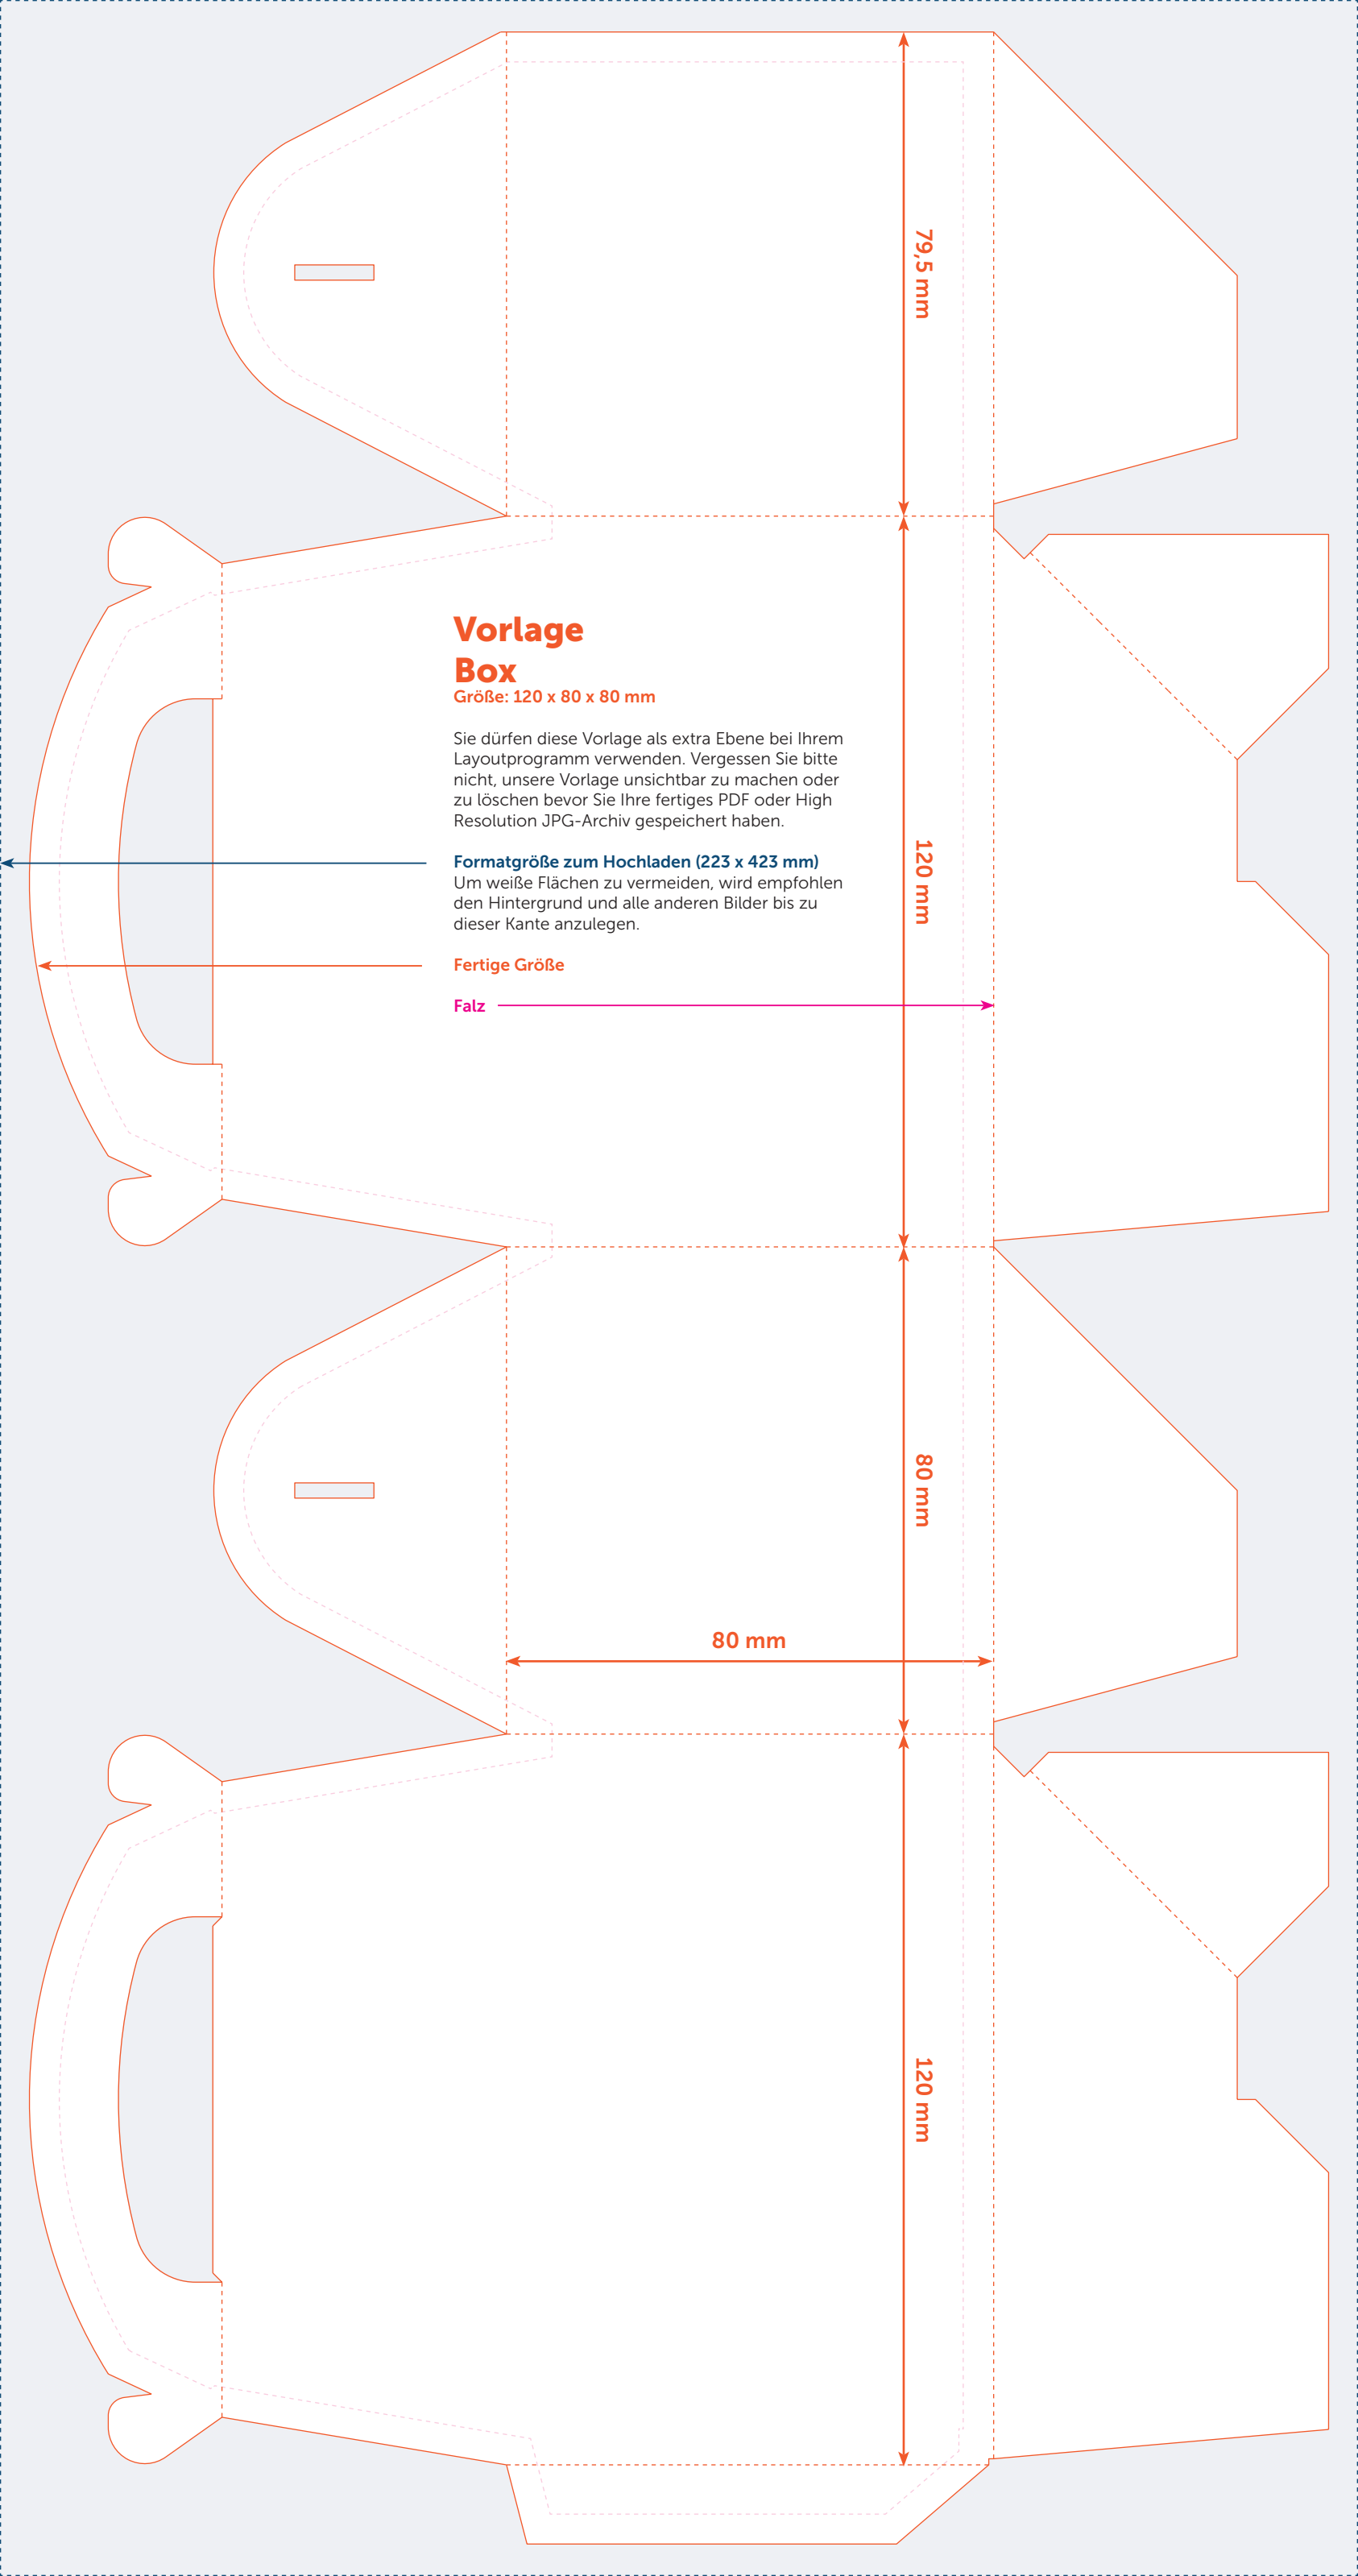 79,5 mm
Vorlage
Box
Größe: 120 x 80 x 80 mm
Sie dürfen diese Vorlage als extra Ebene bei Ihrem
Layoutprogramm verwenden. Vergessen Sie bitte
nicht, unsere Vorlage unsichtbar zu machen oder
zu löschen bevor Sie Ihre fertiges PDF oder High
Resolution JPG-Archiv gespeichert haben.
Formatgröße zum Hochladen (223 x 423 mm)
Um weiße Flächen zu vermeiden, wird empfohlen
den Hintergrund und alle anderen Bilder bis zu
dieser Kante anzulegen.
Fertige Größe
Falz
120 mm
80 mm
80 mm
120 mm